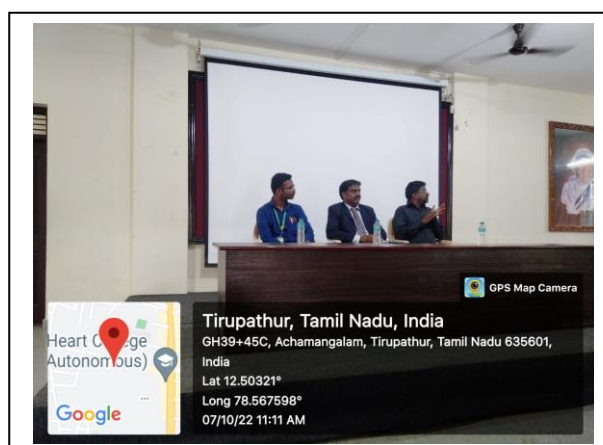 GPS Map Camera
Tirupathur, Tamil Nadu, India
GH39+45C, Achamangalam, Tirupathur, Tamil Nadu 635601,
India
Lat 12.50321°
Long 78.567598°
07/10/22 11:11 AM
Heart College
Autonomous)
Google